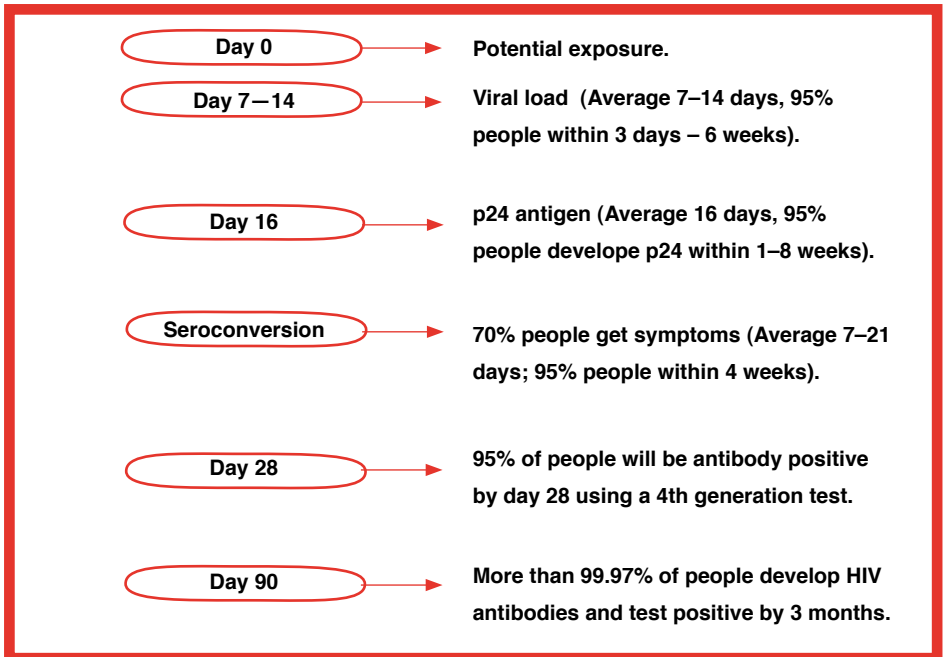 Day 0
Potential exposure.
Day 7—14
Viral load (Average 7–14 days, 95%
people within 3 days – 6 weeks).
Day 16
p24 antigen (Average 16 days, 95%
people develope p24 within 1–8 weeks).
Seroconversion
70% people get symptoms (Average 7–21
days; 95% people within 4 weeks).
Day 28
95% of people will be antibody positive
by day 28 using a 4th generation test.
Day 90
More than 99.97% of people develop HIV
antibodies and test positive by 3 months.